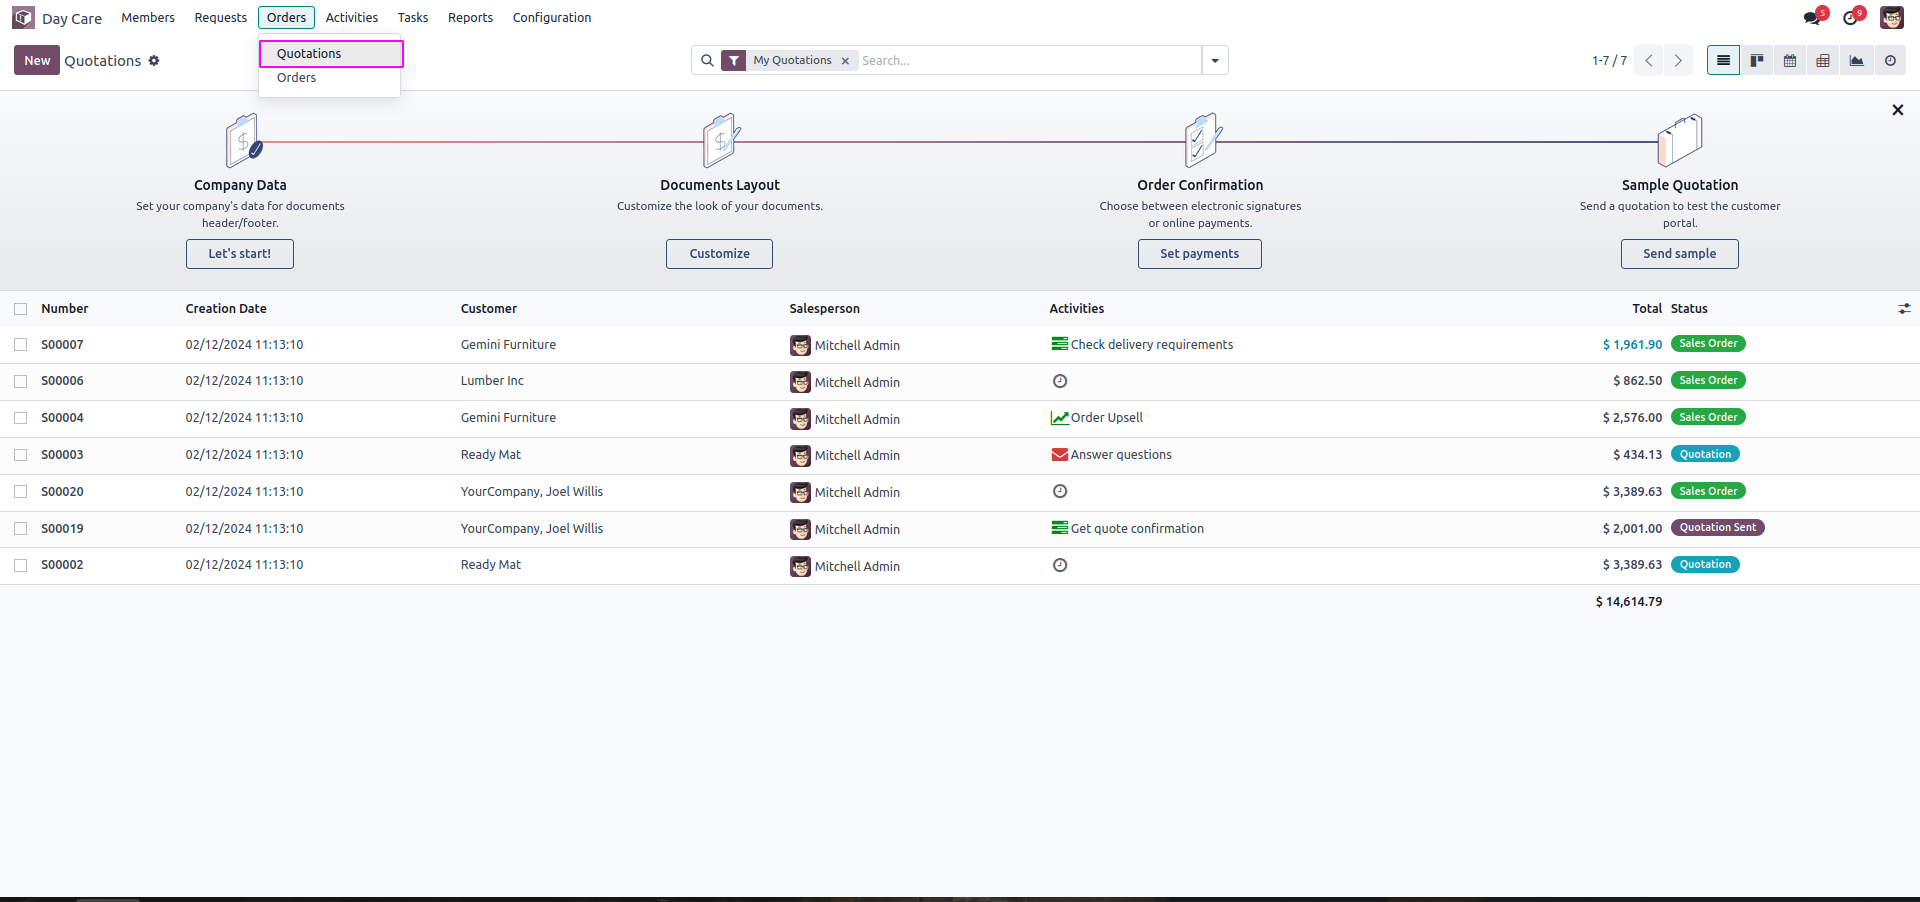 Day Care Members Requests Orders Activities Tasks Reports Configuration 5 9
New Quotations My Quotations × Search... 1-7 / 7
Quotations
Orders
Company Data
Set your company's data for documents
header/footer.
Let's start!
Documents Layout
Customize the look of your documents.
Customize
Order Confirmation
Choose between electronic signatures
or online payments.
Set payments
Sample Quotation
Send a quotation to test the customer
portal.
Send sample
Number Creation Date Customer Salesperson Activities Total Status
S00007 02/12/2024 11:13:10 Gemini Furniture Mitchell Admin Check delivery requirements $ 1,961.90 Sales Order
S00006 02/12/2024 11:13:10 Lumber Inc Mitchell Admin $ 862.50 Sales Order
S00004 02/12/2024 11:13:10 Gemini Furniture Mitchell Admin Order Upsell $ 2,576.00 Sales Order
S00003 02/12/2024 11:13:10 Ready Mat Mitchell Admin Answer questions $ 434.13 Quotation
S00020 02/12/2024 11:13:10 YourCompany, Joel Willis Mitchell Admin $ 3,389.63 Sales Order
S00019 02/12/2024 11:13:10 YourCompany, Joel Willis Mitchell Admin Get quote confirmation $ 2,001.00 Quotation Sent
S00002 02/12/2024 11:13:10 Ready Mat Mitchell Admin $ 3,389.63 Quotation
$ 14,614.79